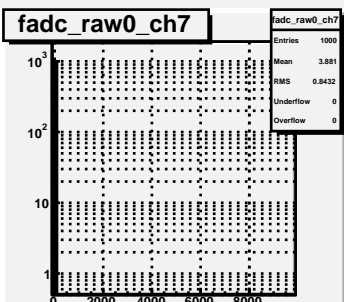 fadc_raw0_ch7
fadc_raw0_ch7
Entries 1000
Mean 3.881
RMS 0.8432
Underflow 0
Overflow 0
10³
10²
10
1
0 2000 4000 6000 8000